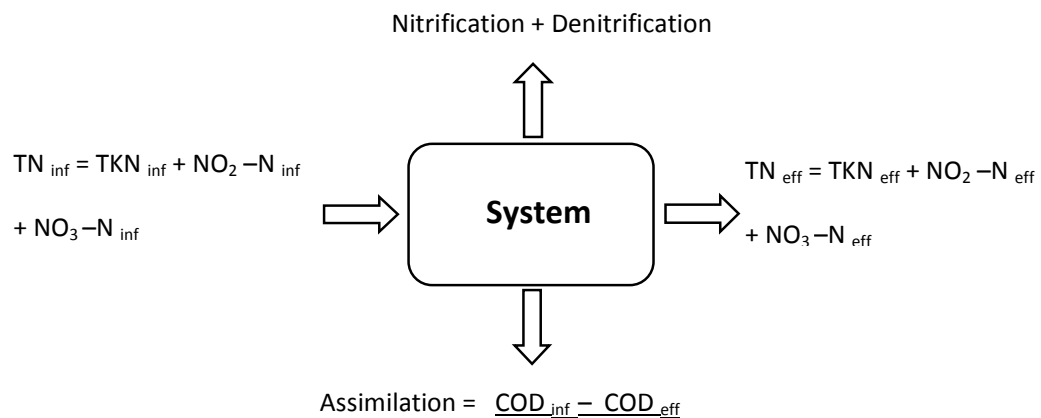 Nitrification + Denitrification
TN inf = TKN inf + NO2 –N inf
+ NO3–N inf
System
TN eff = TKN eff + NO2 –N eff
+ NO3–N eff
Assimilation = COD inf – COD eff